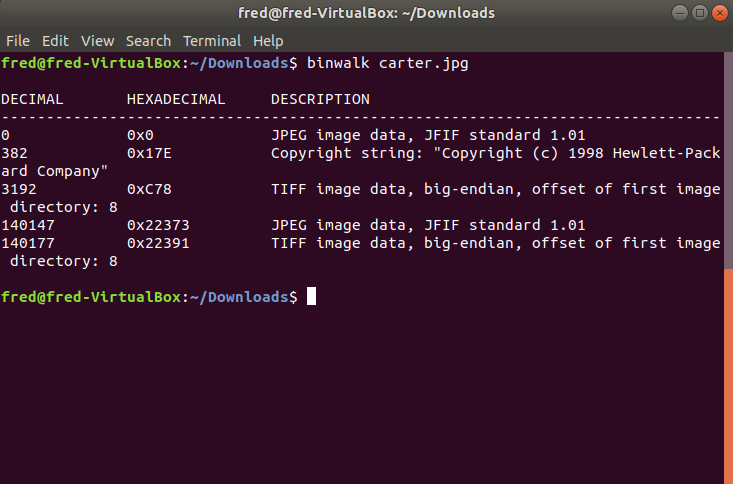 fred@fred-VirtualBox: ~/Downloads
File Edit View Search Terminal Help
fred@fred-VirtualBox:~/Downloads$ binwalk carter.jpg
DECIMAL       HEXADECIMAL     DESCRIPTION
--------------------------------------------------------------------------------
0             0x0             JPEG image data, JFIF standard 1.01
382           0x17E           Copyright string: "Copyright (c) 1998 Hewlett-Pack
ard Company"
3192          0xC78           TIFF image data, big-endian, offset of first image
 directory: 8
140147        0x22373         JPEG image data, JFIF standard 1.01
140177        0x22391         TIFF image data, big-endian, offset of first image
 directory: 8
fred@fred-VirtualBox:~/Downloads$